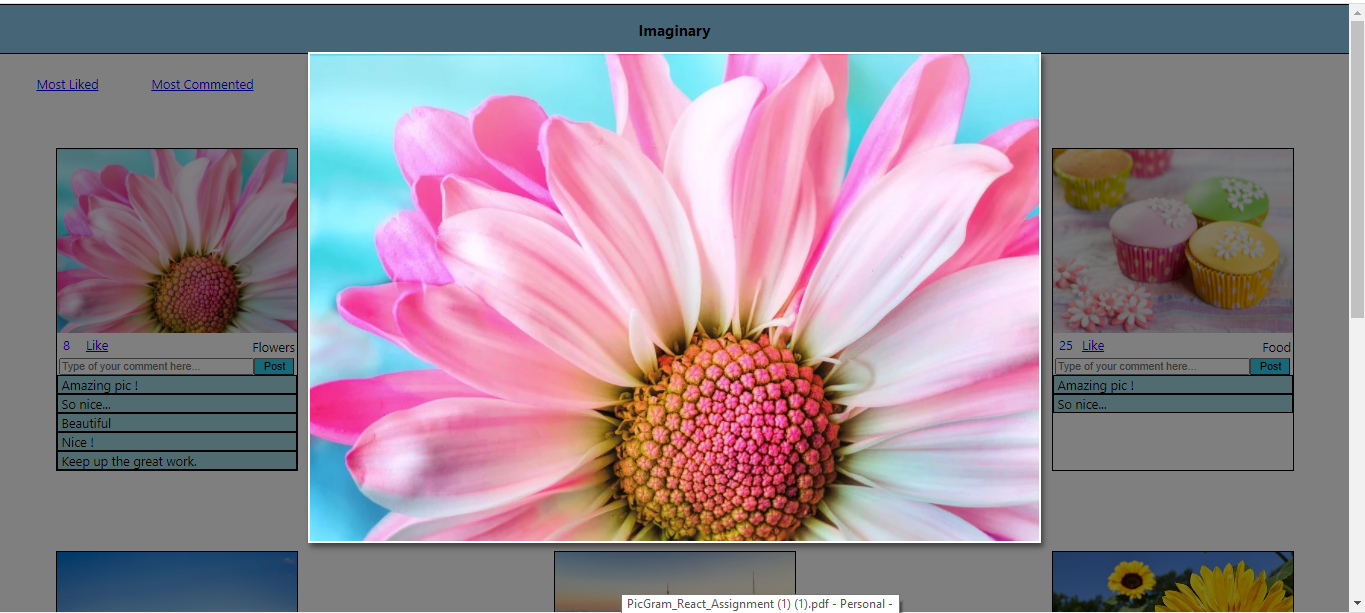 Imaginary
Most Liked Most Commented
8 Like Flowers
Type of your comment here... Post
Amazing pic !
So nice...
Beautiful
Nice !
Keep up the great work.
25 Like Food
Type of your comment here... Post
Amazing pic !
So nice...
PicGram_React_Assignment (1) (1).pdf - Personal -